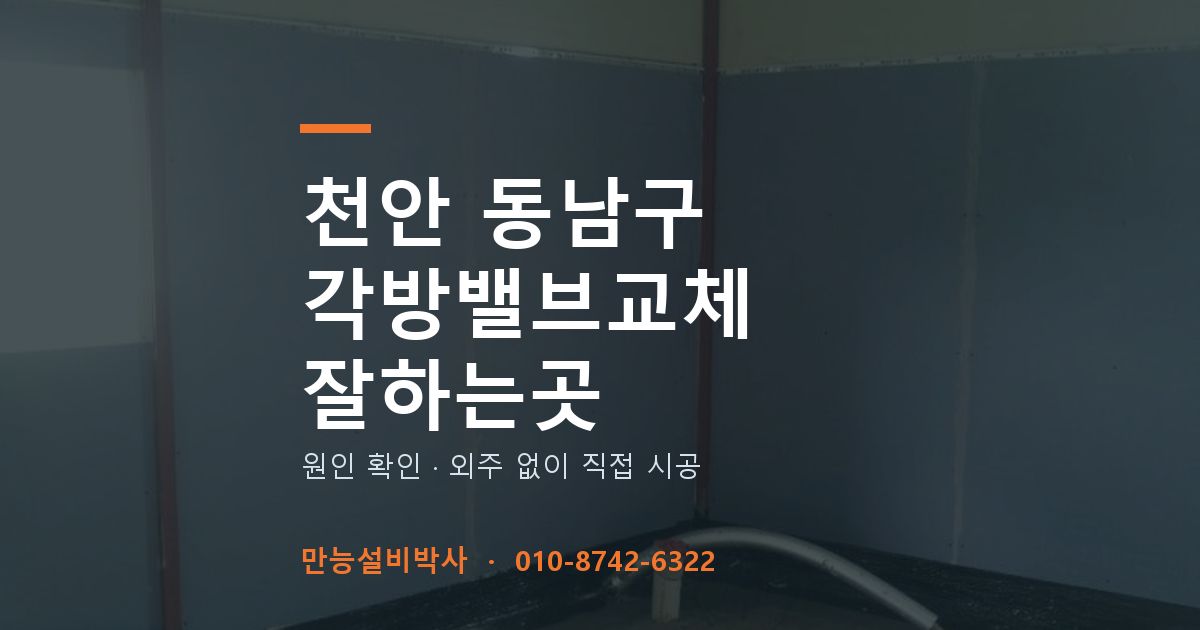 천안 동남구
각방밸브교체
잘하는곳
원인 확인 · 외주 없이 직접 시공
만능설비박사 · 010-8742-6322